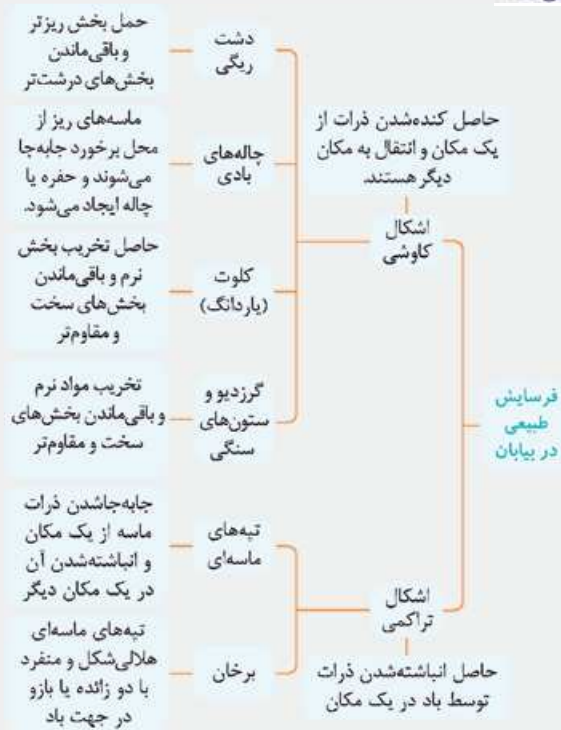 فرسایش
طبیعی
در بیابان
حاصل کنده‌شدن ذرات از
یک مکان و انتقال به مکان
دیگر هستند.
اشکال
کاوشی
دشت
ریگی
حمل بخش ریزتر
و باقی‌ماندن
بخش‌های درشت‌تر
چاله‌های
بادی
ماسه‌های ریز از
محل برخورد جابه‌جا
می‌شوند و حفره یا
چاله ایجاد می‌شود.
کلوت
(یاردانگ)
حاصل تخریب بخش
نرم و باقی‌ماندن
بخش‌های سخت
و مقاوم‌تر
گرزدیو و
ستون‌های
سنگی
تخریب مواد نرم
و باقی‌ماندن بخش‌های
سخت و مقاوم‌تر
اشکال
تراکمی
حاصل انباشته‌شدن ذرات
توسط باد در یک مکان
تپه‌های
ماسه‌ای
جابه‌جاشدن ذرات
ماسه از یک مکان
و انباشته‌شدن آن
در یک مکان دیگر
برخان
تپه‌های ماسه‌ای
هلالی‌شکل و منفرد
با دو زائده یا بازو
در جهت باد